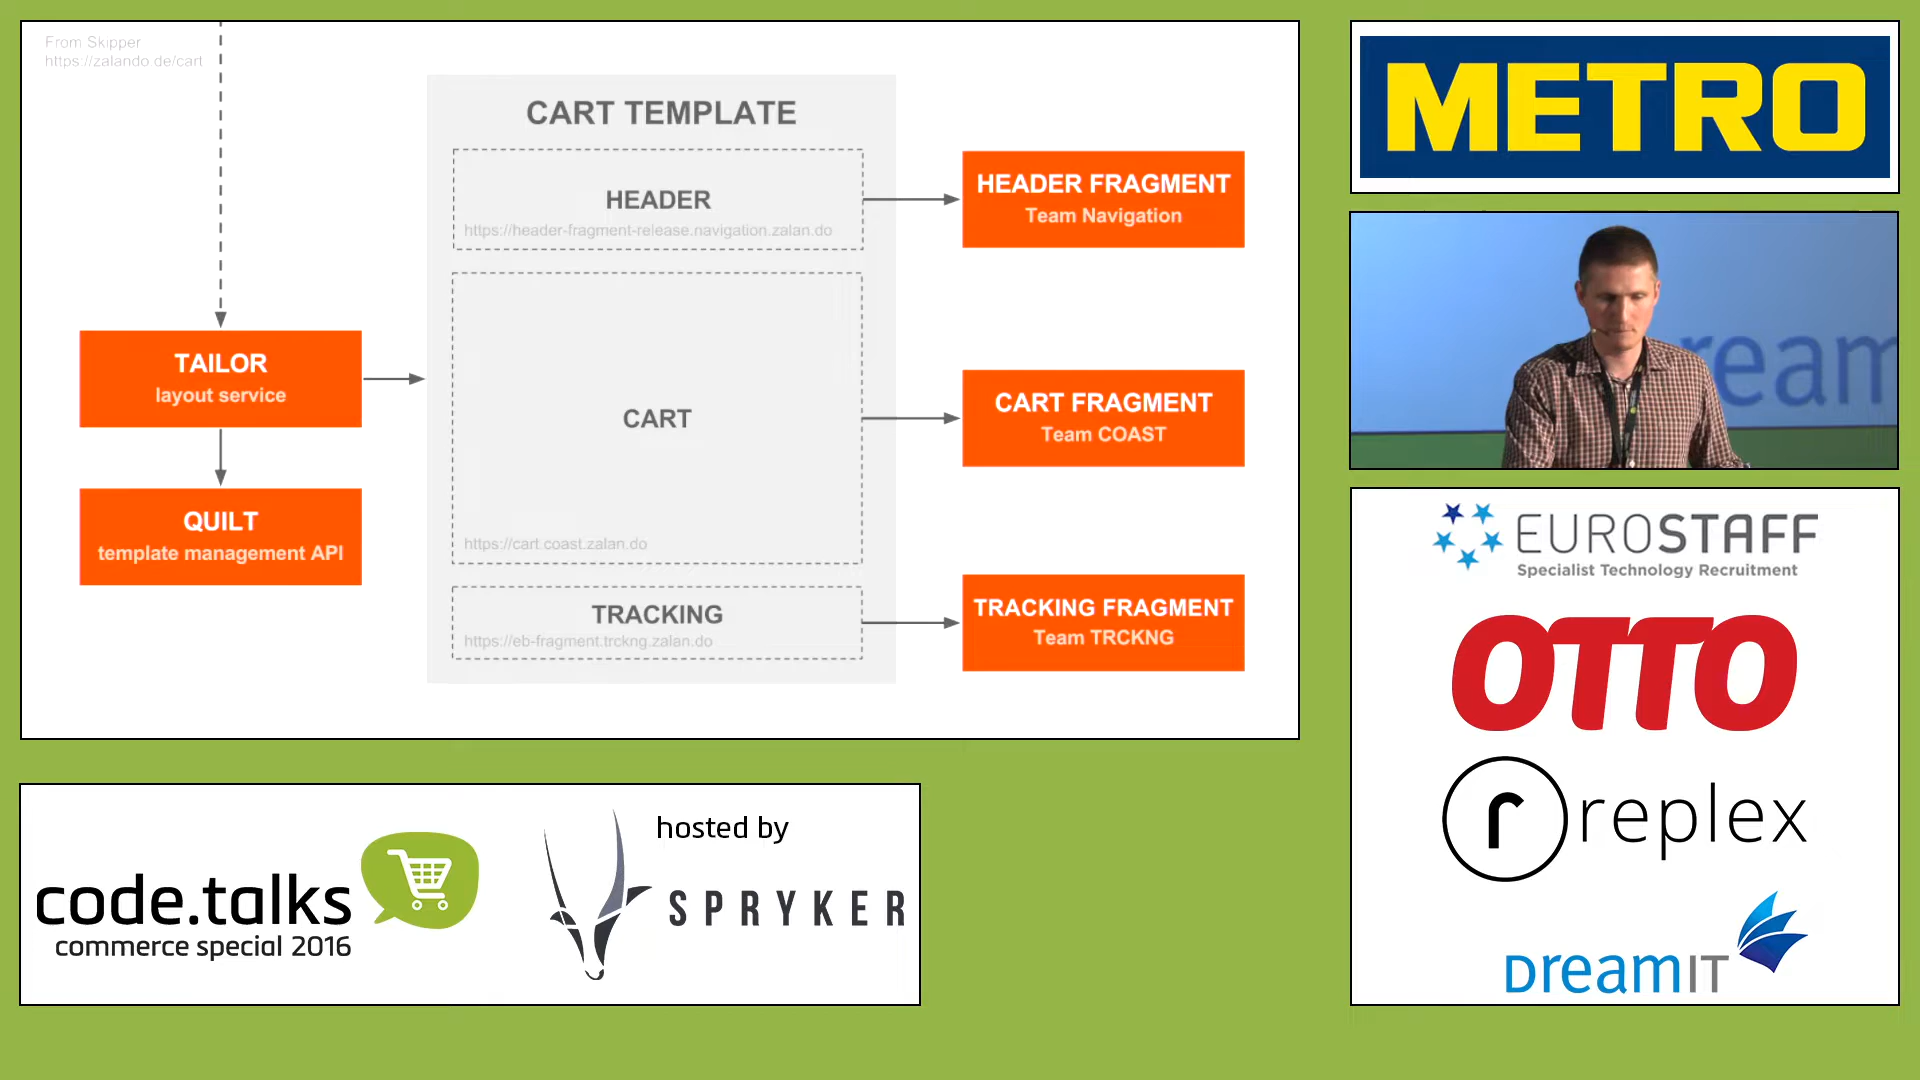 From Skipper
https://zalando.de/cart
CART TEMPLATE
HEADER
https://header-fragment-release.navigation.zalan.do
HEADER FRAGMENT
Team Navigation
TAILOR
layout service
CART
https://cart.coast.zalan.do
CART FRAGMENT
Team COAST
QUILT
template management API
TRACKING
https://eb-fragment.trckng.zalan.do
TRACKING FRAGMENT
Team TRCKNG
METRO
ream
EUROSTAFF
Specialist Technology Recruitment
OTTO
r replex
DreamIT
code.talks
commerce special 2016
hosted by
SPRYKER